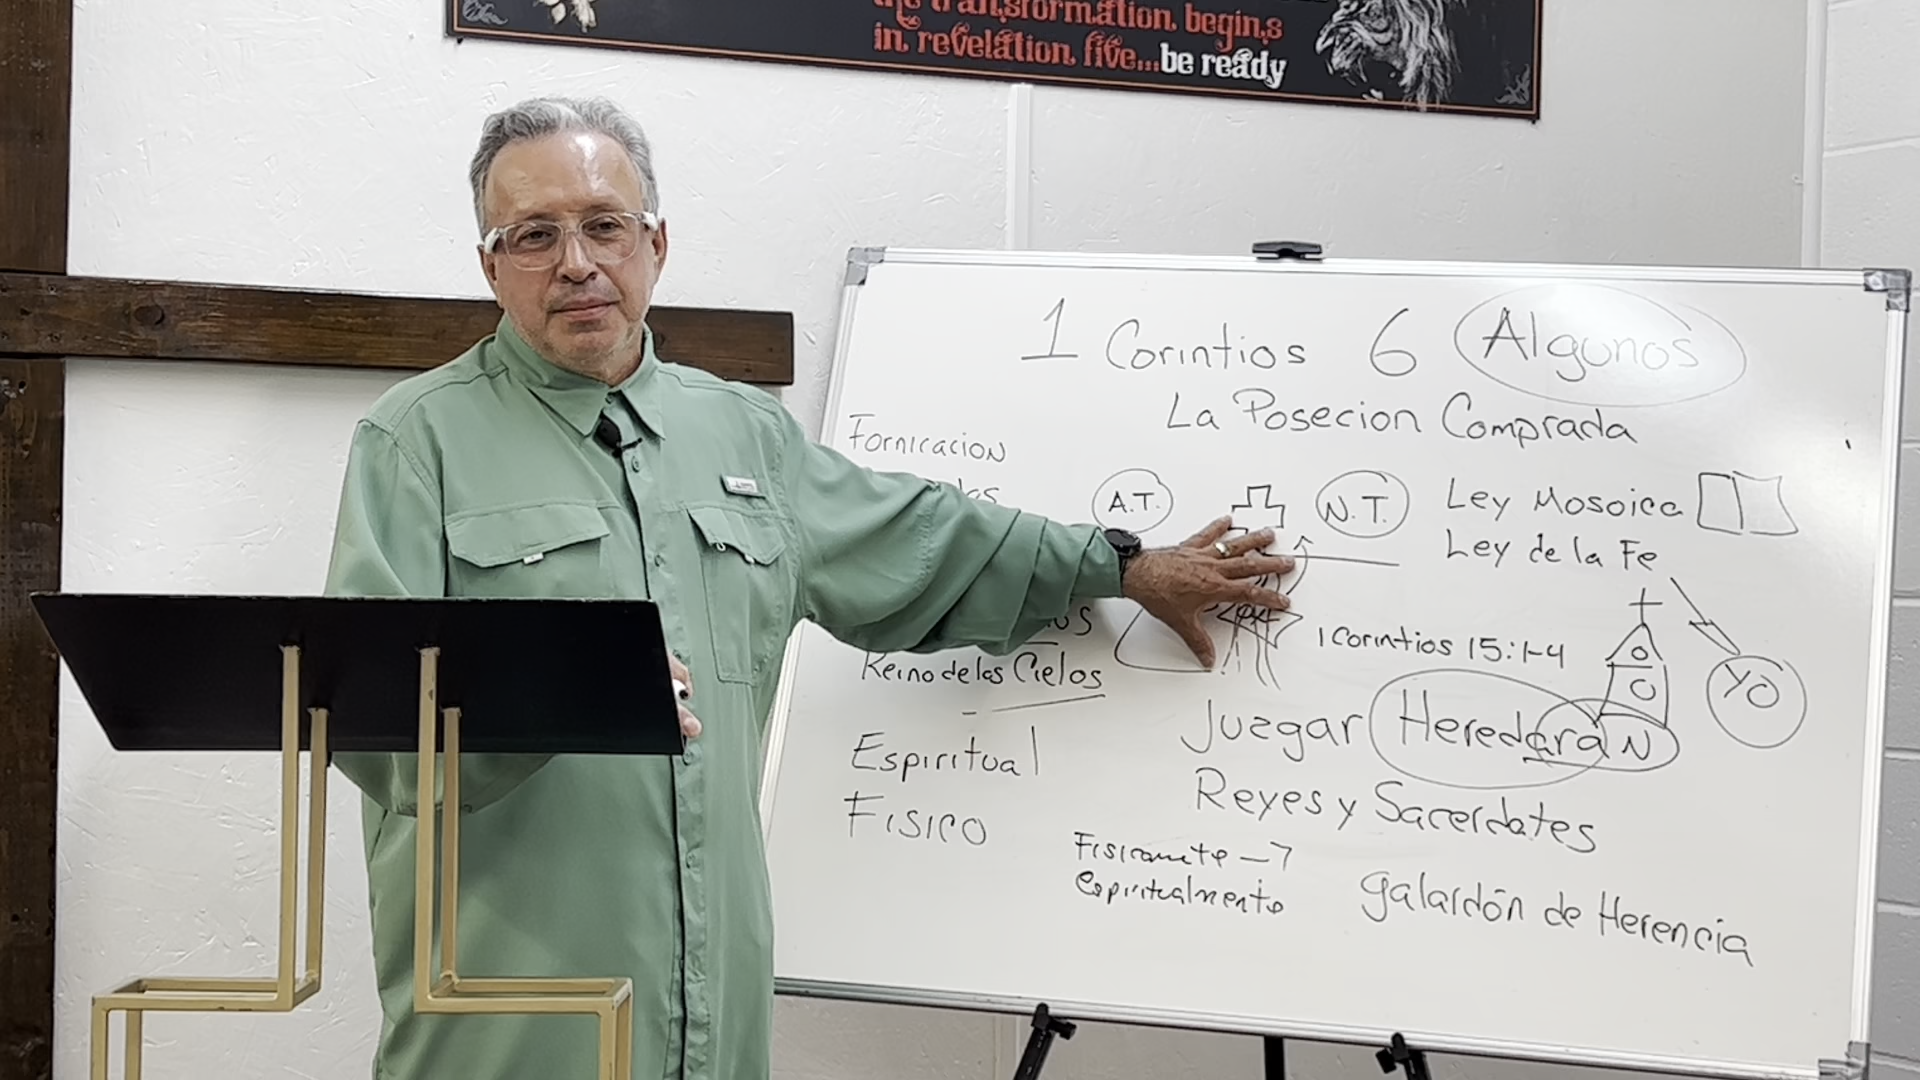 the transformation begins
in revelation five...be ready
1 Corintios 6 Algunos
La Posecion Comprada
Fornicacion
A.T.
N.T.
Ley Mosoica
Ley de la Fe
1 Corintios 15:1-4
YO
Reino de los Cielos
Juzgar Heredaran
Reyes y Sacerdotes
Espiritual
Fisico
Fisicamente
espiritualmente
galardón de Herencia